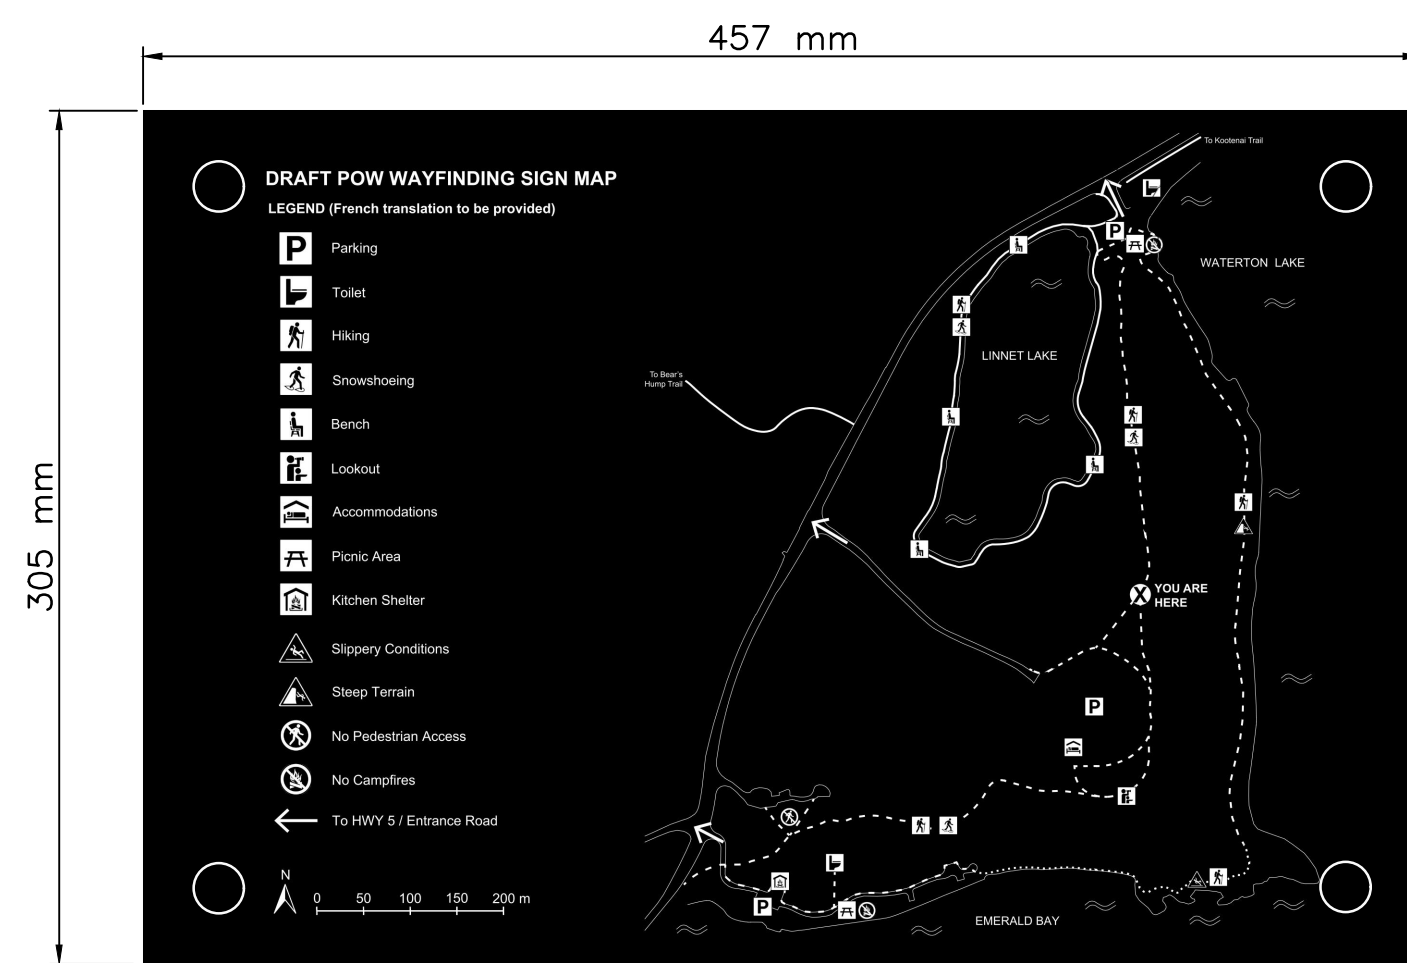 457 mm
305 mm
DRAFT POW WAYFINDING SIGN MAP
LEGEND (French translation to be provided)
P Parking
Toilet
Hiking
Snowshoeing
Bench
Lookout
Accommodations
Picnic Area
Kitchen Shelter
Slippery Conditions
Steep Terrain
No Pedestrian Access
No Campfires
To HWY 5 / Entrance Road
N
0 50 100 150 200 m
To Kootenai Trail
P
WATERTON LAKE
LINNET LAKE
To Bear's
Hump Trail
X YOU ARE
HERE
P
P
EMERALD BAY